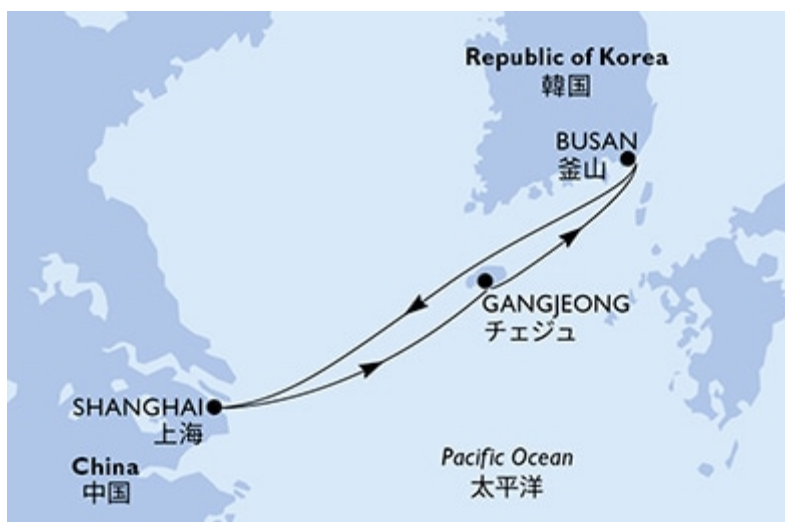 Republic of Korea
韓国
BUSAN
釜山
GANGJEONG
チェジュ
SHANGHAI
上海
China
中国
Pacific Ocean
太平洋